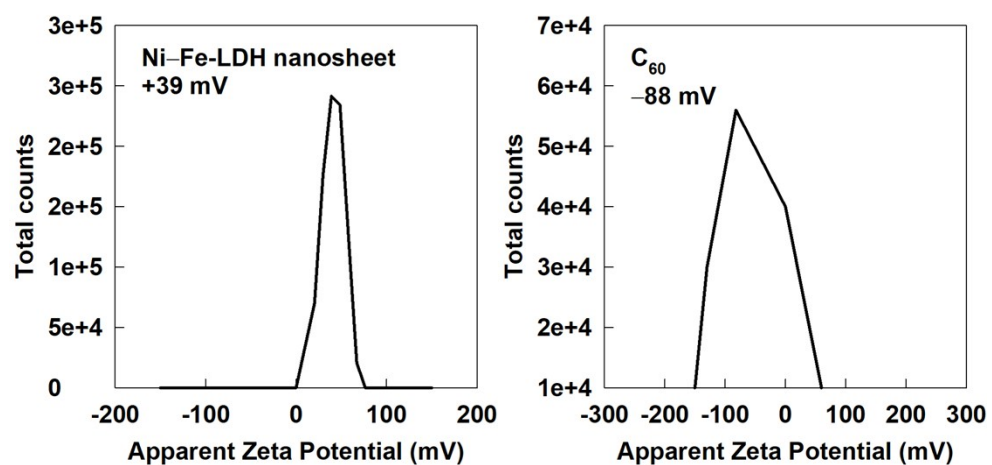 Ni–Fe-LDH nanosheet
+39 mV
Total counts
3e+5
3e+5
2e+5
2e+5
1e+5
5e+4
0
-200 -100 0 100 200
Apparent Zeta Potential (mV)
C60
–88 mV
Total counts
7e+4
6e+4
5e+4
4e+4
3e+4
2e+4
1e+4
-300 -200 -100 0 100 200 300
Apparent Zeta Potential (mV)